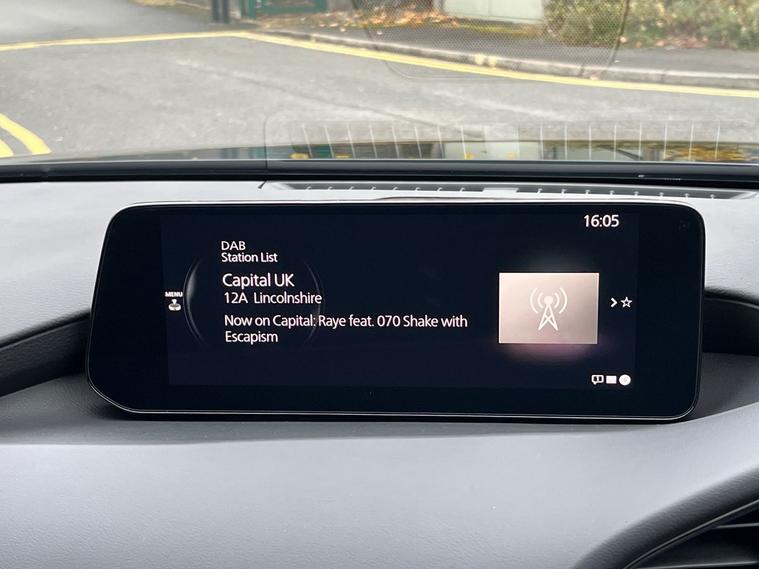 16:05
DAB
Station List
Capital UK
MENU
12A Lincolnshire
Now on Capital: Raye feat. 070 Shake with
Escapism